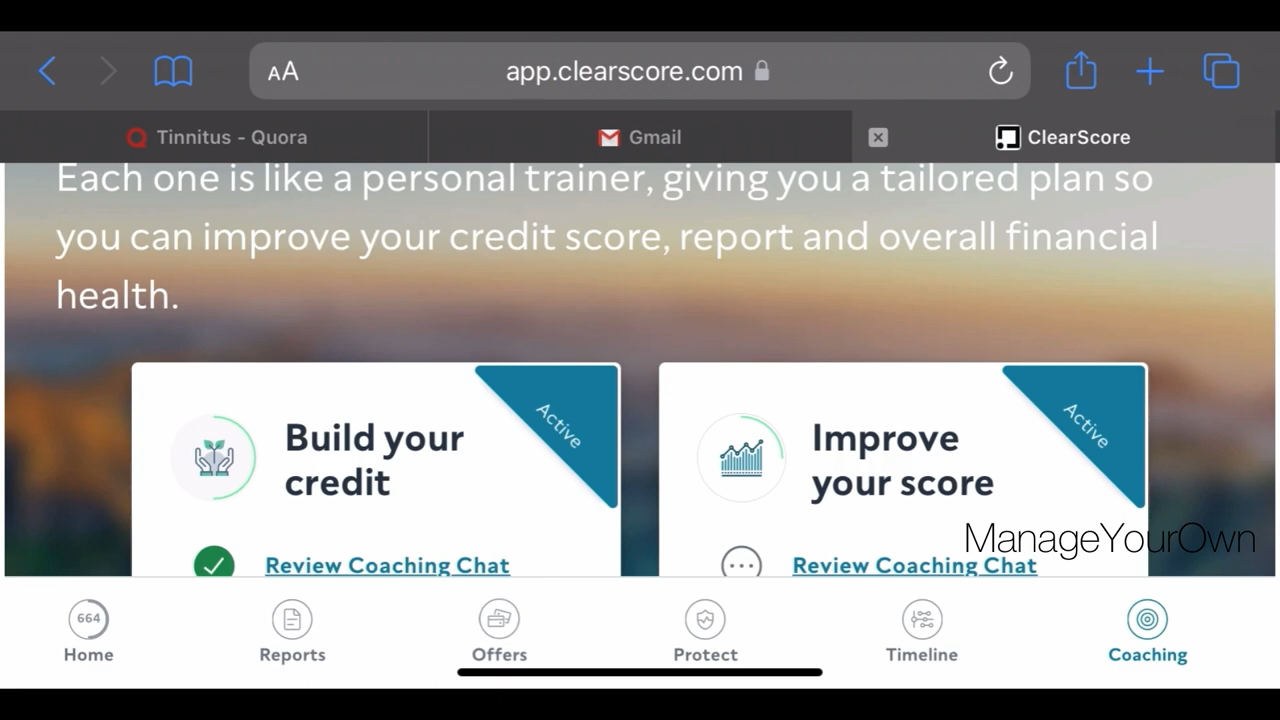 AA
app.clearscore.com
Tinnitus - Quora
Gmail
ClearScore
Each one is like a personal trainer, giving you a tailored plan so
you can improve your credit score, report and overall financial
health.
Build your
credit
Active
Review Coaching Chat
Improve
your score
Active
Review Coaching Chat
ManageYourOwn
664
Home
Reports
Offers
Protect
Timeline
Coaching